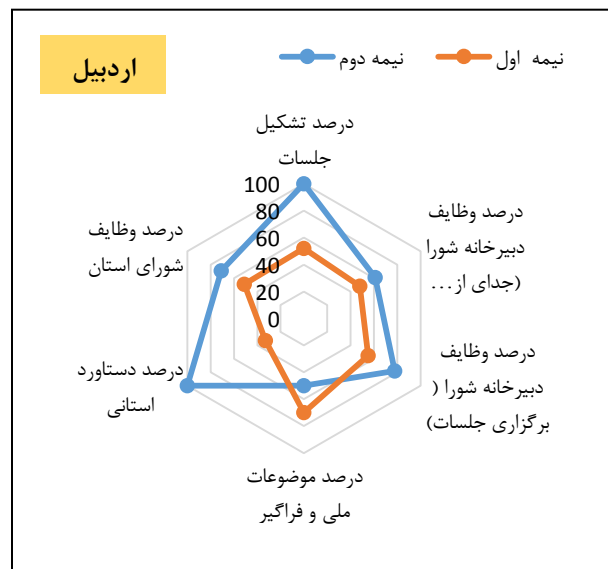 اردبیل
نیمه اول
نیمه دوم
درصد تشکیل
جلسات
100
80
60
40
20
0
درصد وظایف
دبیرخانه شورا
(جدای از...
درصد وظایف
دبیرخانه شورا (
برگزاری جلسات)
درصد موضوعات
ملی و فراگیر
درصد دستاورد
استانی
درصد وظایف
شورای استان